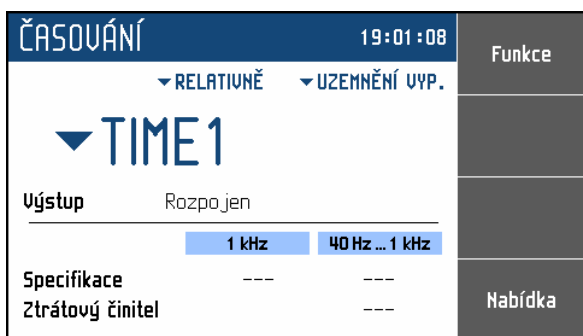 ČASOVÁNÍ 19:01:08
Funkce
RELATIVNĚ UZEMNĚNÍ VYP.
TIME1
Výstup Rozpojen
1 kHz 40 Hz ... 1 kHz
Specifikace --- ---
Ztrátový činitel ---
Nabídka